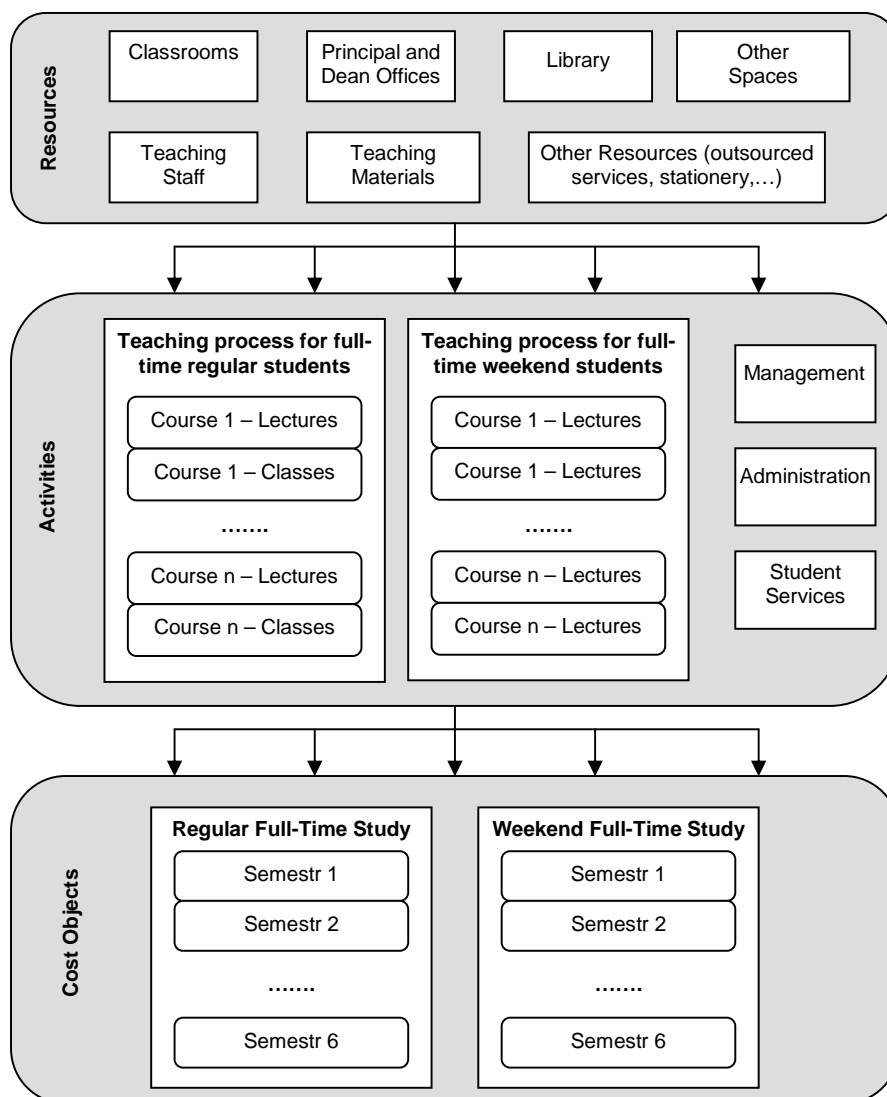 Resources
Classrooms
Principal and
Dean Offices
Library
Other
Spaces
Teaching
Staff
Teaching
Materials
Other Resources (outsourced
services, stationery,…)
Activities
Teaching process for full-
time regular students
Course 1 – Lectures
Course 1 – Classes
…….
Course n – Lectures
Course n – Classes
Teaching process for full-
time weekend students
Course 1 – Lectures
Course 1 – Lectures
…….
Course n – Lectures
Course n – Lectures
Management
Administration
Student
Services
Cost Objects
Regular Full-Time Study
Semestr 1
Semestr 2
…….
Semestr 6
Weekend Full-Time Study
Semestr 1
Semestr 2
…….
Semestr 6